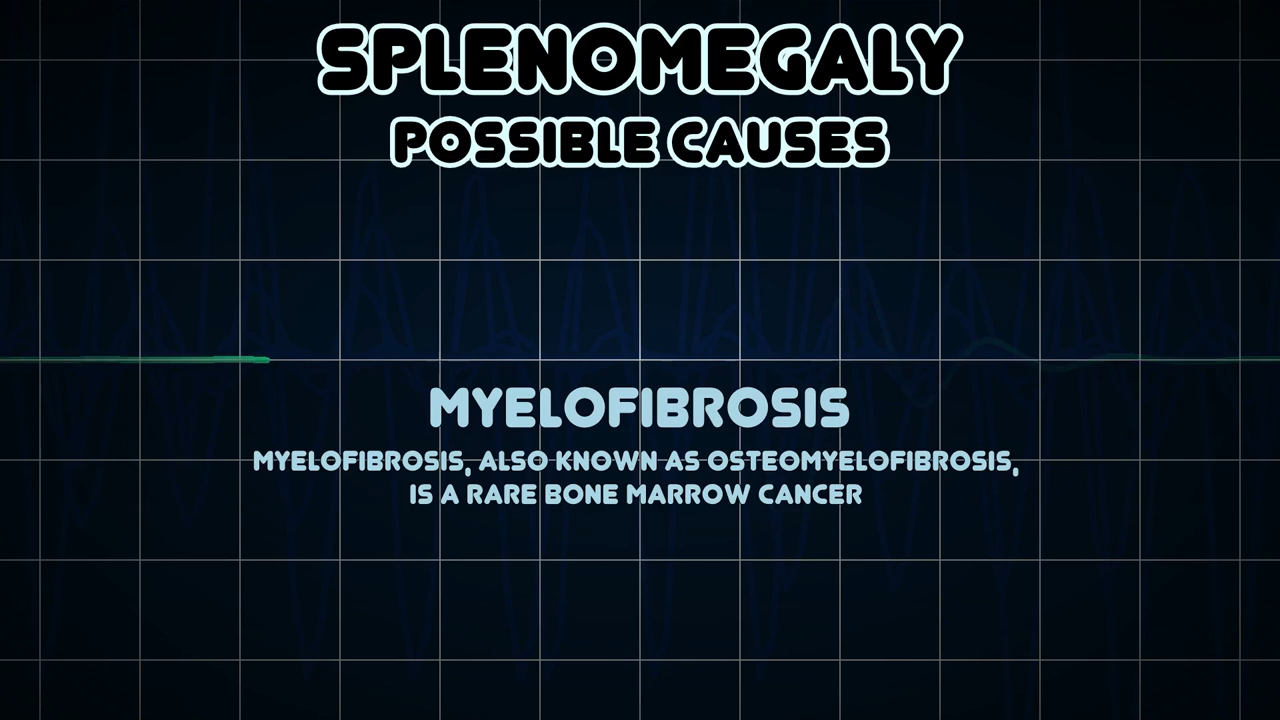 SPLENOMEGALY
POSSIBLE CAUSES
MYELOFIBROSIS
MYELOFIBROSIS, ALSO KNOWN AS OSTEOMYELOFIBROSIS,
IS A RARE BONE MARROW CANCER